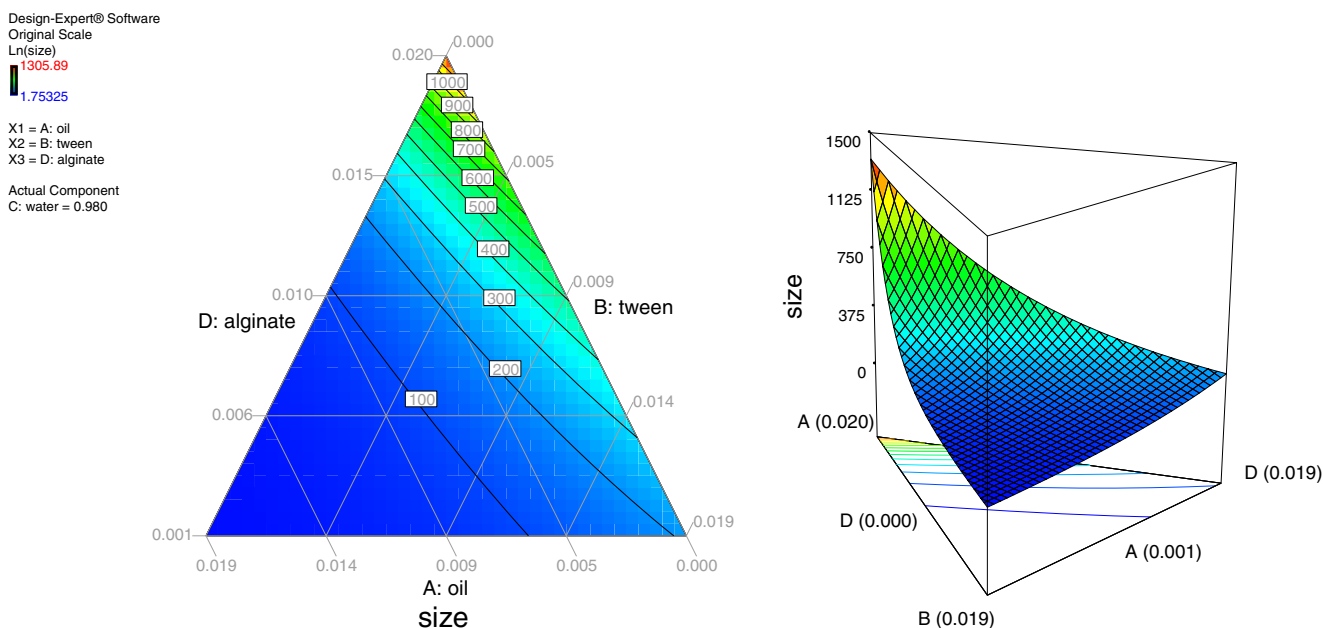 Design-Expert® Software
Original Scale
Ln(size)
1305.89
1.75325
X1 = A: oil
X2 = B: tween
X3 = D: alginate
Actual Component
C: water = 0.980
0.000
0.020
1000
900
800
700
0.005
0.015
600
500
400
0.009
0.010
300
B: tween
D: alginate
200
100
0.014
0.006
0.019
0.001
0.019
0.014
0.009
0.005
0.000
A: oil
size
1500
1125
750
size
375
0
A (0.020)
D (0.019)
D (0.000)
A (0.001)
B (0.019)